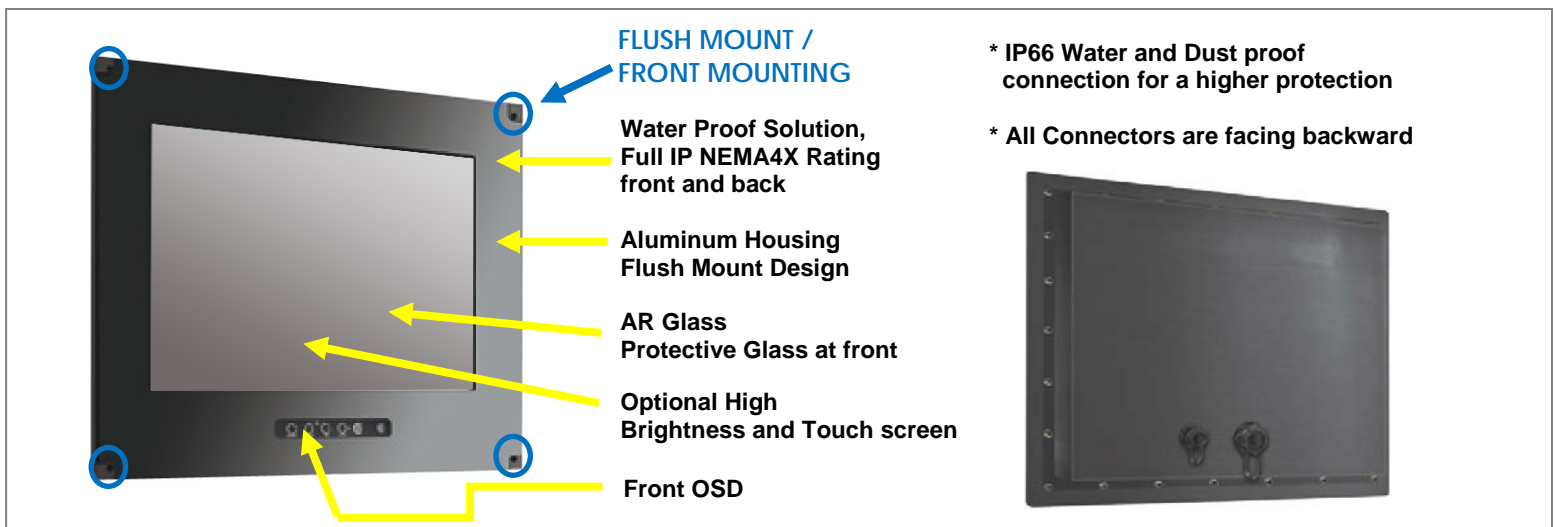 FLUSH MOUNT /
FRONT MOUNTING
Water Proof Solution,
Full IP NEMA4X Rating
front and back
Aluminum Housing
Flush Mount Design
AR Glass
Protective Glass at front
Optional High
Brightness and Touch screen
Front OSD
* IP66 Water and Dust proof
connection for a higher protection
* All Connectors are facing backward